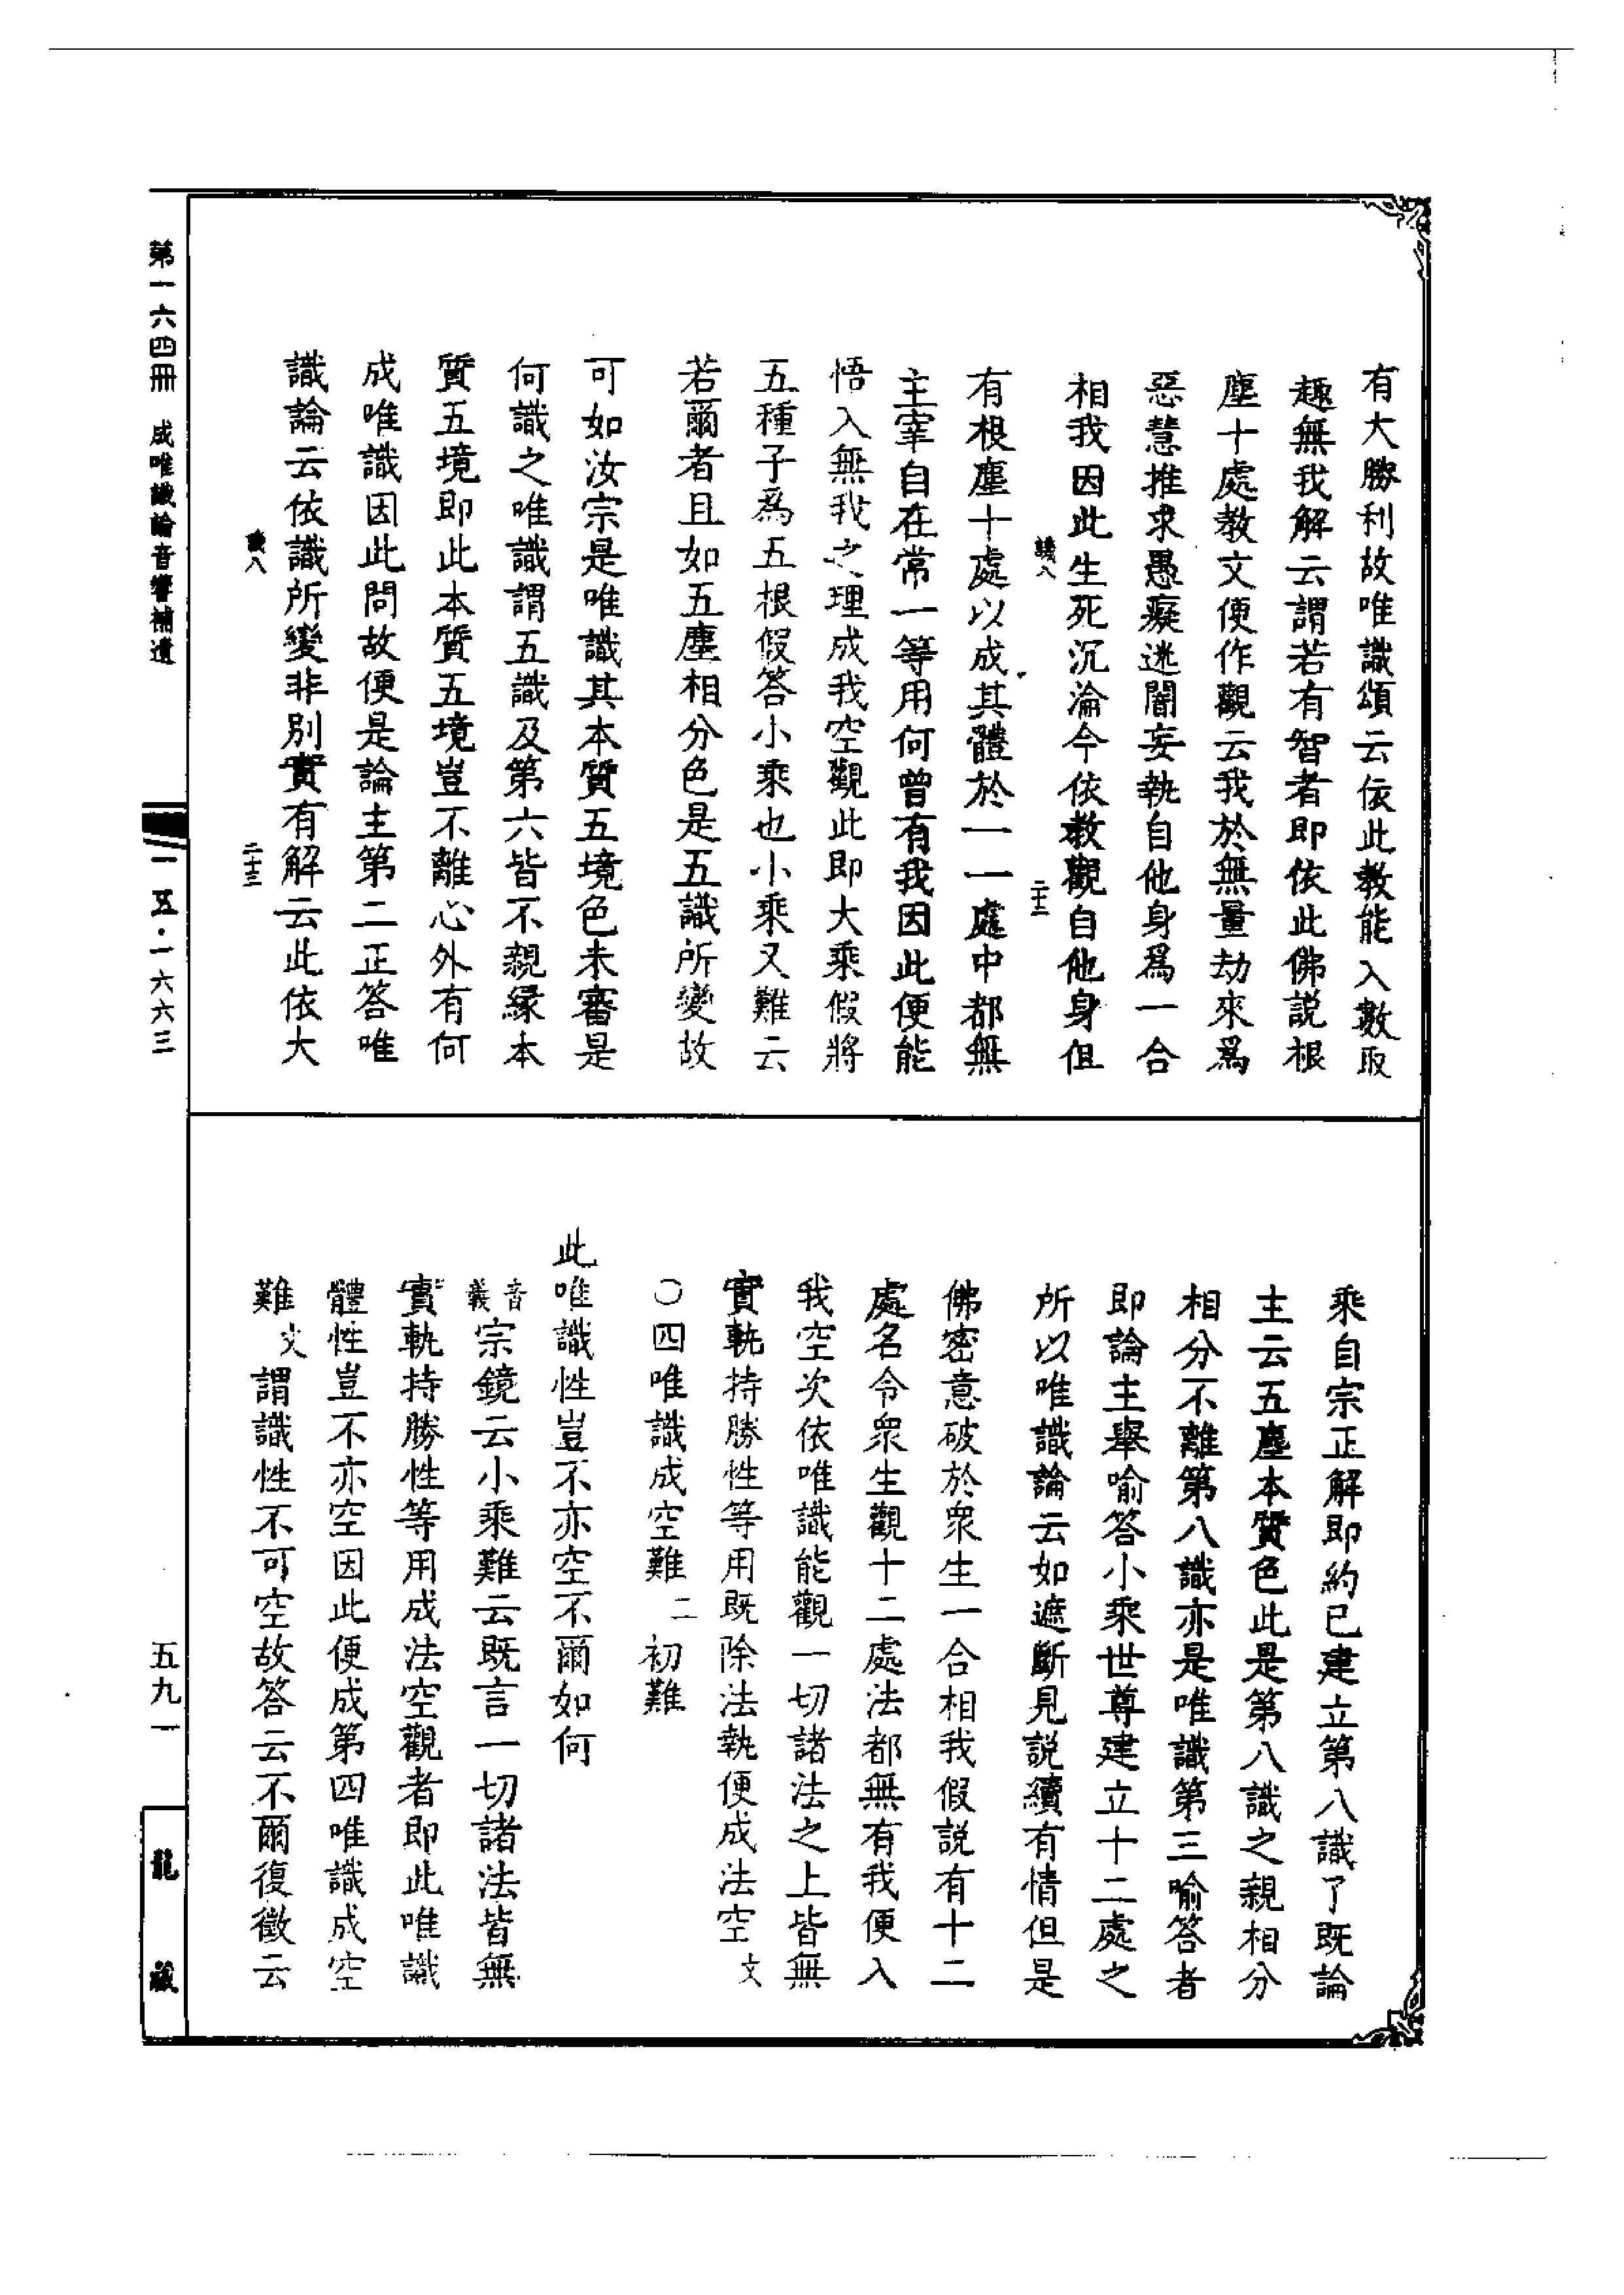 有大勝利故唯識頌云依此教能入數取
趣無我解云謂若有智者即依此佛説根
塵十處教文便作觀云我於無量劫來爲
惡慧推求愚癡迷闇妄執自他身爲一合
相我因此生死沉淪今依教觀自他身但
議八 二十二
有根塵十處以成其體於一一處中都無
主宰自在常一等用何曾有我因此便能
悟入無我之理成我空觀此即大乘假將
五種子爲五根假答小乘也小乘又難云
若爾者且如五塵相分色是五識所變故
可如汝宗是唯識其本質五境色未審是
何識之唯識謂五識及第六皆不親緣本
質五境即此本質五境豈不離心外有何
成唯識因此問故便是論主第二正答唯
識論云依識所變非別實有解云此依大
議八 二十三
乘自宗正解即約已建立第八識了既論
主云五塵本質色此是第八識之親相分
相分不離第八識亦是唯識第三喻答者
即論主舉喻答小乘世尊建立十二處之
所以唯識論云如遮斷見説續有情但是
佛密意破於衆生一合相我假説有十二
處名令衆生觀十二處法都無有我便入
我空次依唯識能觀一切諸法之上皆無
實軌持勝性等用既除法執便成法空文
○四唯識成空難二初難
此唯識性豈不亦空不爾如何
音義宗鏡云小乘難云既言一切諸法皆無
實軌持勝性等用成法空觀者即此唯識
體性豈不亦空因此便成第四唯識成空
難文謂識性不可空故答云不爾復徵云
第一六四冊 成唯識論音響補遺
一五·一六六三
五九一
龍藏